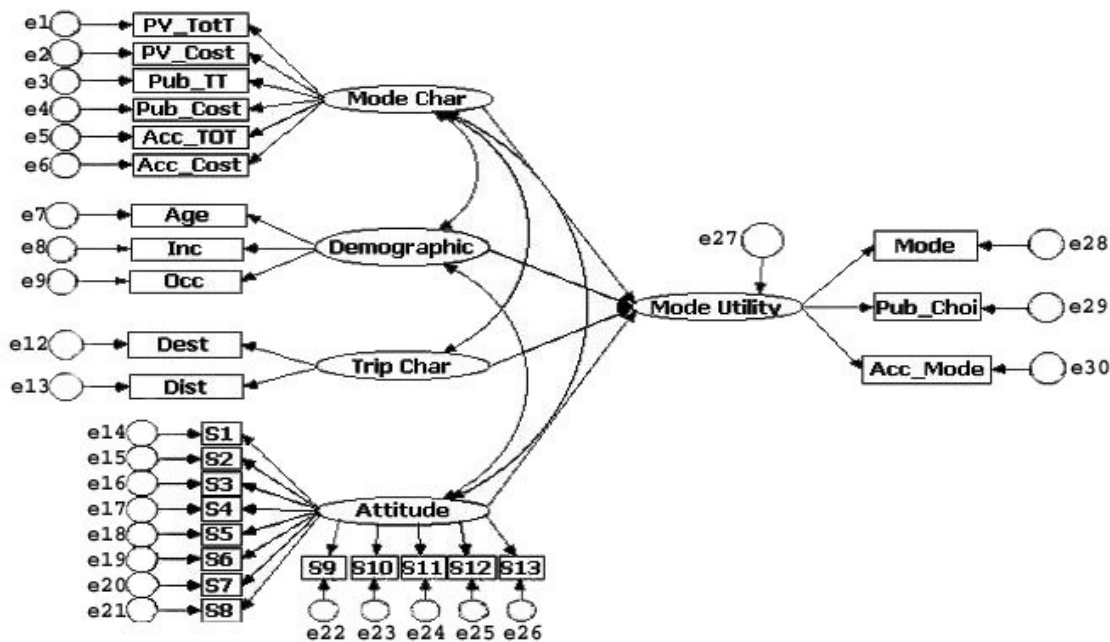 e1 PV_TotT
e2 PV_Cost
e3 Pub_TT
e4 Pub_Cost
e5 Acc_TOT
e6 Acc_Cost
Mode Char
e7 Age
e8 Inc
e9 Occ
Demographic
e27
Mode e28
Mode Utility
Pub_Choi e29
Acc_Mode e30
e12 Dest
e13 Dist
Trip Char
e14 S1
e15 S2
e16 S3
e17 S4
e18 S5
e19 S6
e20 S7
e21 S8
Attitude
S9 S10 S11 S12 S13
e22 e23 e24 e25 e26